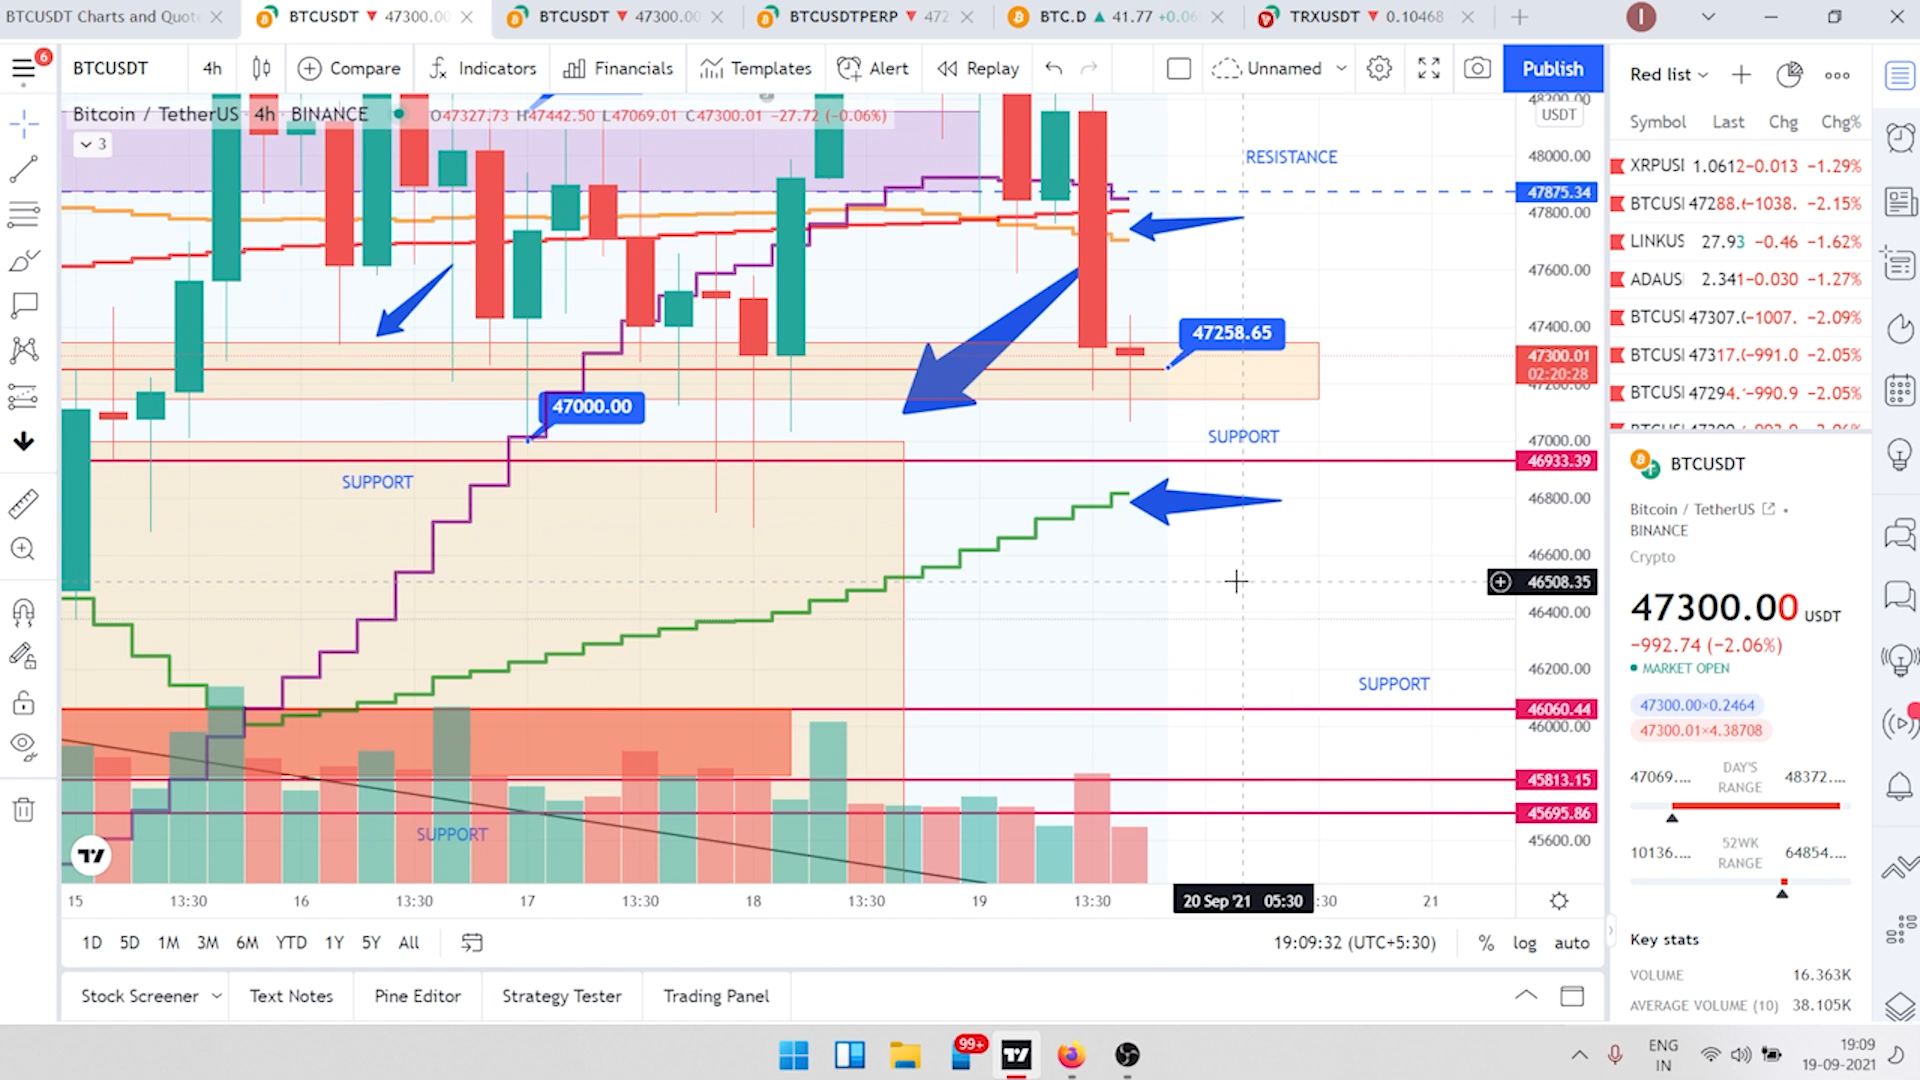 BTCUSDT Charts and Quot
BTCUSDT ▼ 47300.00
BTCUSDT ▼ 47300.00
BTCUSDTPERP ▼ 472
BTC.D ▲ 41.77 +0.06
TRXUSDT ▼ 0.10468
I
6
BTCUSDT
4h
Compare
Indicators
Financials
Templates
Alert
Replay
Unnamed
Publish
Red list
Bitcoin / TetherUS 4h BINANCE
O47327.73 H47442.50 L47069.01 C47300.01 −27.72 (−0.06%)
3
USDT
48200.00
48000.00
47875.34
47800.00
47600.00
47400.00
47300.01
02:20:28
47200.00
47000.00
46933.39
46800.00
46600.00
46508.35
46400.00
46200.00
46060.44
46000.00
45813.15
45695.86
45600.00
RESISTANCE
47258.65
47000.00
SUPPORT
SUPPORT
SUPPORT
SUPPORT
15
13:30
16
13:30
17
13:30
18
13:30
19
13:30
20 Sep '21 05:30
:30
21
1D 5D 1M 3M 6M YTD 1Y 5Y All
19:09:32 (UTC+5:30)
% log auto
Stock Screener
Text Notes
Pine Editor
Strategy Tester
Trading Panel
Symbol Last Chg Chg%
XRPUSI 1.0612 −0.013 −1.29%
BTCUSI 47288. −1038. −2.15%
LINKUS 27.93 −0.46 −1.62%
ADAUS 2.341 −0.030 −1.27%
BTCUSI 47307. −1007. −2.09%
BTCUSI 47317. −991.0 −2.05%
BTCUSI 47294. −990.9 −2.05%
BTCUSDT
Bitcoin / TetherUS
BINANCE
Crypto
47300.00 USDT
−992.74 (−2.06%)
MARKET OPEN
47300.00×0.2464
47300.01×4.38708
47069.... DAY'S RANGE 48372....
10136.... 52WK RANGE 64854....
Key stats
VOLUME 16.363K
AVERAGE VOLUME (10) 38.105K
99+
ENG
IN
19:09
19-09-2021